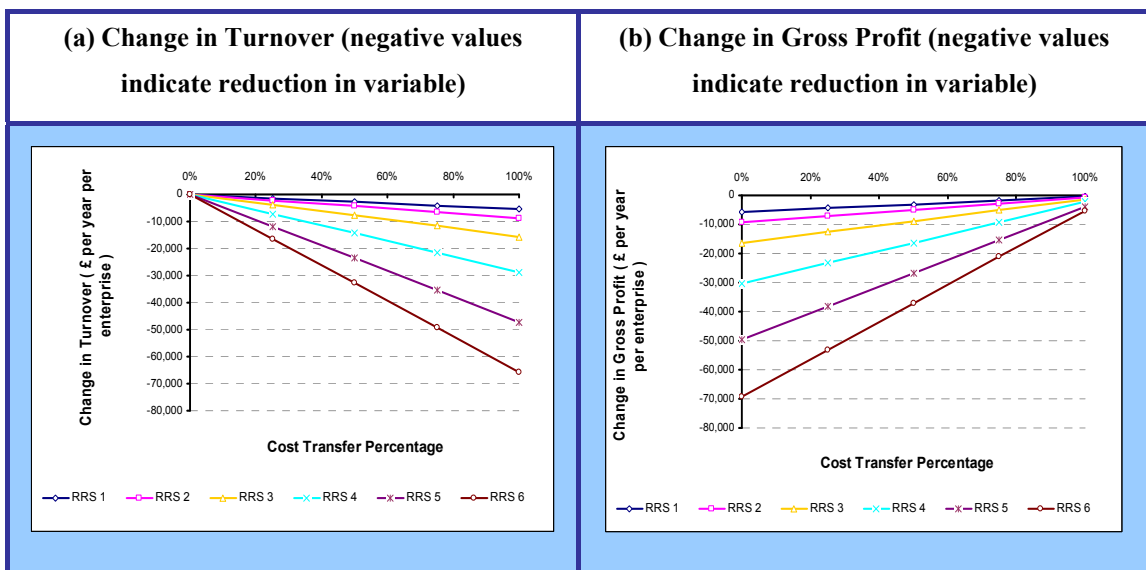 (a) Change in Turnover (negative values
indicate reduction in variable)
(b) Change in Gross Profit (negative values
indicate reduction in variable)
0% 20% 40% 60% 80% 100%
0
-10,000
-20,000
-30,000
-40,000
-50,000
-60,000
-70,000
-80,000
Change in Turnover ( £ per year per
enterprise )
Cost Transfer Percentage
RRS 1 RRS 2 RRS 3 RRS 4 RRS 5 RRS 6
0% 20% 40% 60% 80% 100%
0
-10,000
-20,000
-30,000
-40,000
-50,000
-60,000
-70,000
-80,000
Change in Gross Profit ( £ per year
per enterprise )
Cost Transfer Percentage
RRS 1 RRS 2 RRS 3 RRS 4 RRS 5 RRS 6